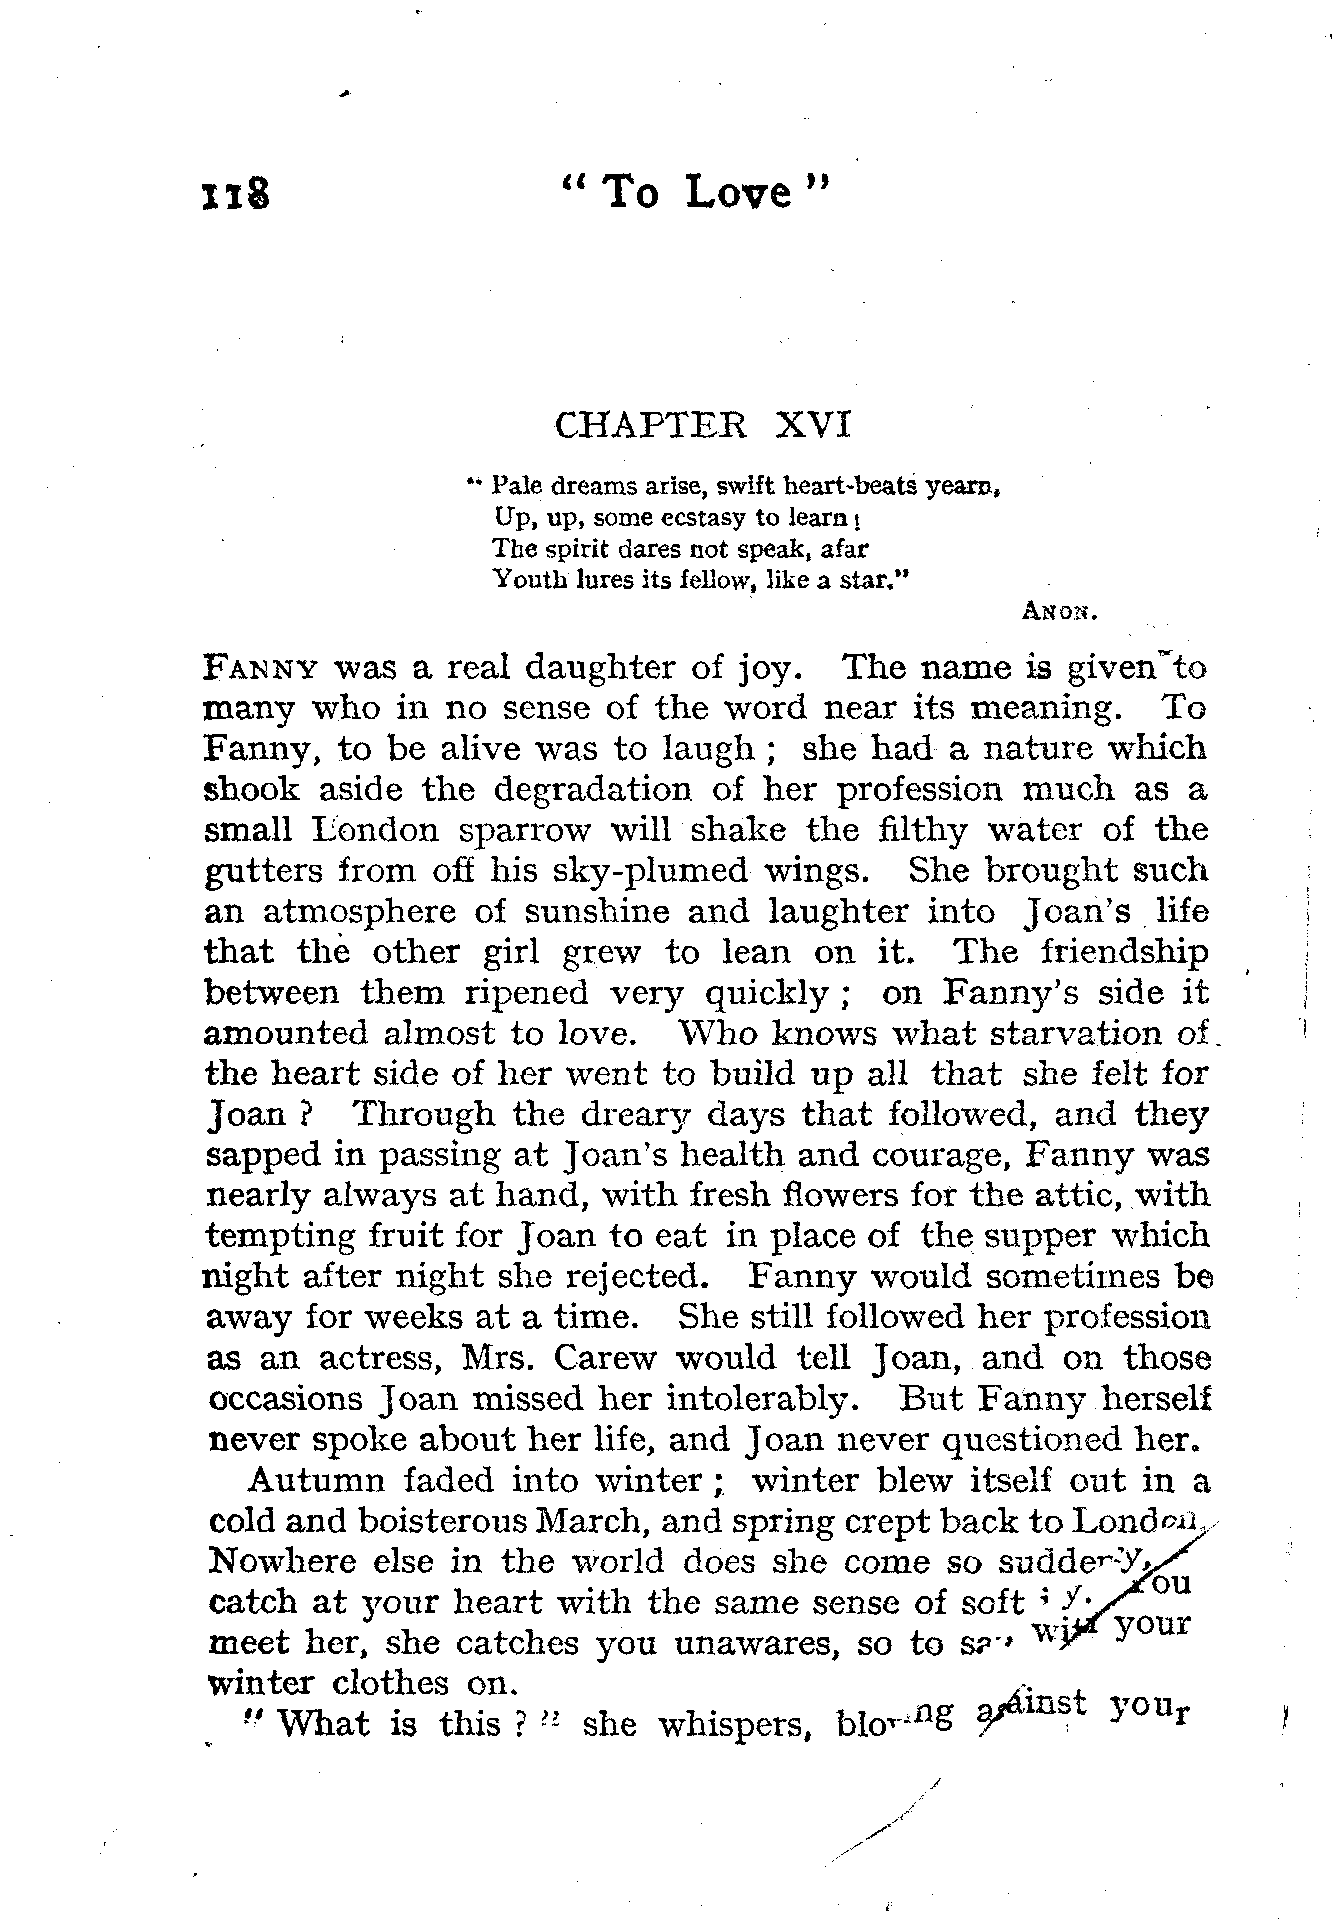 118 “ To Love ”
CHAPTER XVI
“ Pale dreams arise, swift heart-beats yearn,
Up, up, some ecstasy to learn ;
The spirit dares not speak, afar
Youth lures its fellow, like a star.”
ANON.
FANNY was a real daughter of joy. The name is given to
many who in no sense of the word near its meaning. To
Fanny, to be alive was to laugh ; she had a nature which
shook aside the degradation of her profession much as a
small London sparrow will shake the filthy water of the
gutters from off his sky-plumed wings. She brought such
an atmosphere of sunshine and laughter into Joan’s life
that the other girl grew to lean on it. The friendship
between them ripened very quickly ; on Fanny’s side it
amounted almost to love. Who knows what starvation of
the heart side of her went to build up all that she felt for
Joan ? Through the dreary days that followed, and they
sapped in passing at Joan’s health and courage, Fanny was
nearly always at hand, with fresh flowers for the attic, with
tempting fruit for Joan to eat in place of the supper which
night after night she rejected. Fanny would sometimes be
away for weeks at a time. She still followed her profession
as an actress, Mrs. Carew would tell Joan, and on those
occasions Joan missed her intolerably. But Fanny herself
never spoke about her life, and Joan never questioned her.
Autumn faded into winter ; winter blew itself out in a
cold and boisterous March, and spring crept back to London.
Nowhere else in the world does she come so suddenly,
catch at your heart with the same sense of soft You
meet her, she catches you unawares, so to say, with your
winter clothes on.
“ What is this ? ” she whispers, blowing against your